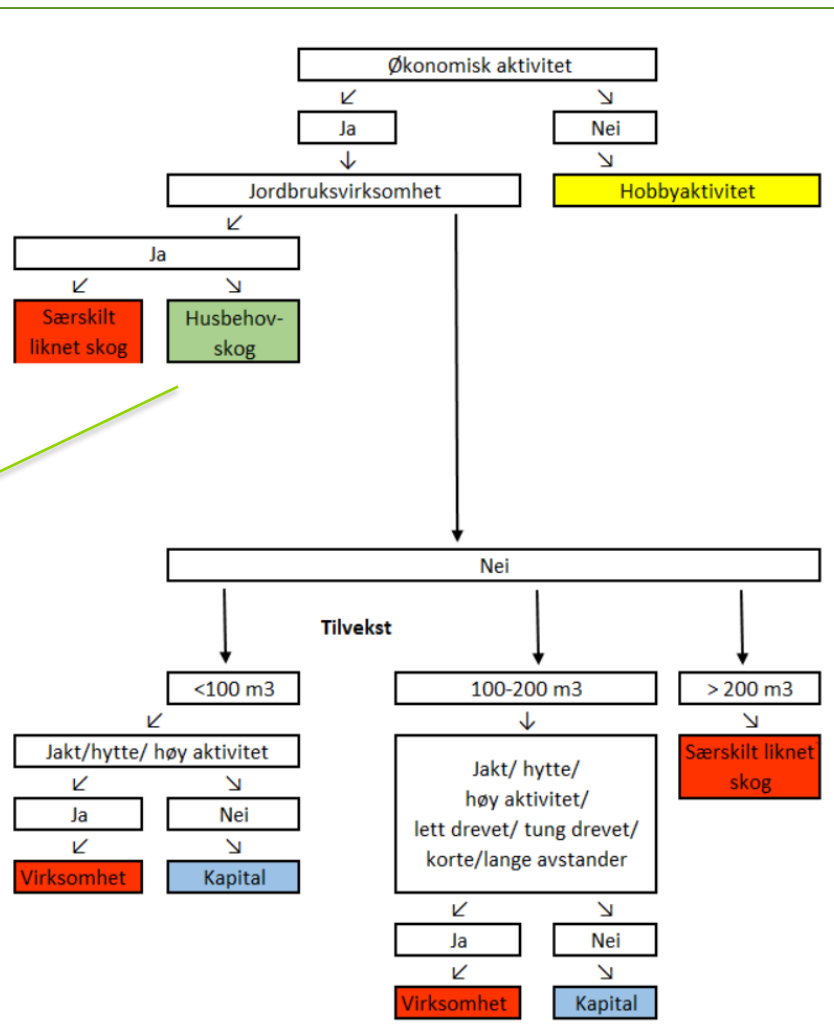 Økonomisk aktivitet
Ja
Nei
Jordbruksvirksomhet
Hobbyaktivitet
Ja
Særskilt
liknet skog
Husbehov-
skog
Nei
Tilvekst
<100 m3
100-200 m3
> 200 m3
Jakt/hytte/ høy aktivitet
Ja
Nei
Virksomhet
Kapital
Jakt/ hytte/
høy aktivitet/
lett drevet/ tung drevet/
korte/lange avstander
Ja
Nei
Virksomhet
Kapital
Særskilt liknet
skog